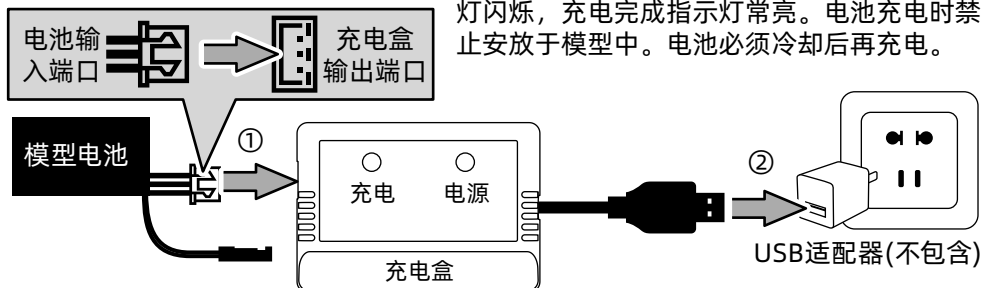 灯闪烁，充电完成指示灯常亮。电池充电时禁
止安放于模型中。电池必须冷却后再充电。
电池输
入端口
充电盒
输出端口
模型电池
①
充电
电源
充电盒
②
USB适配器(不包含)